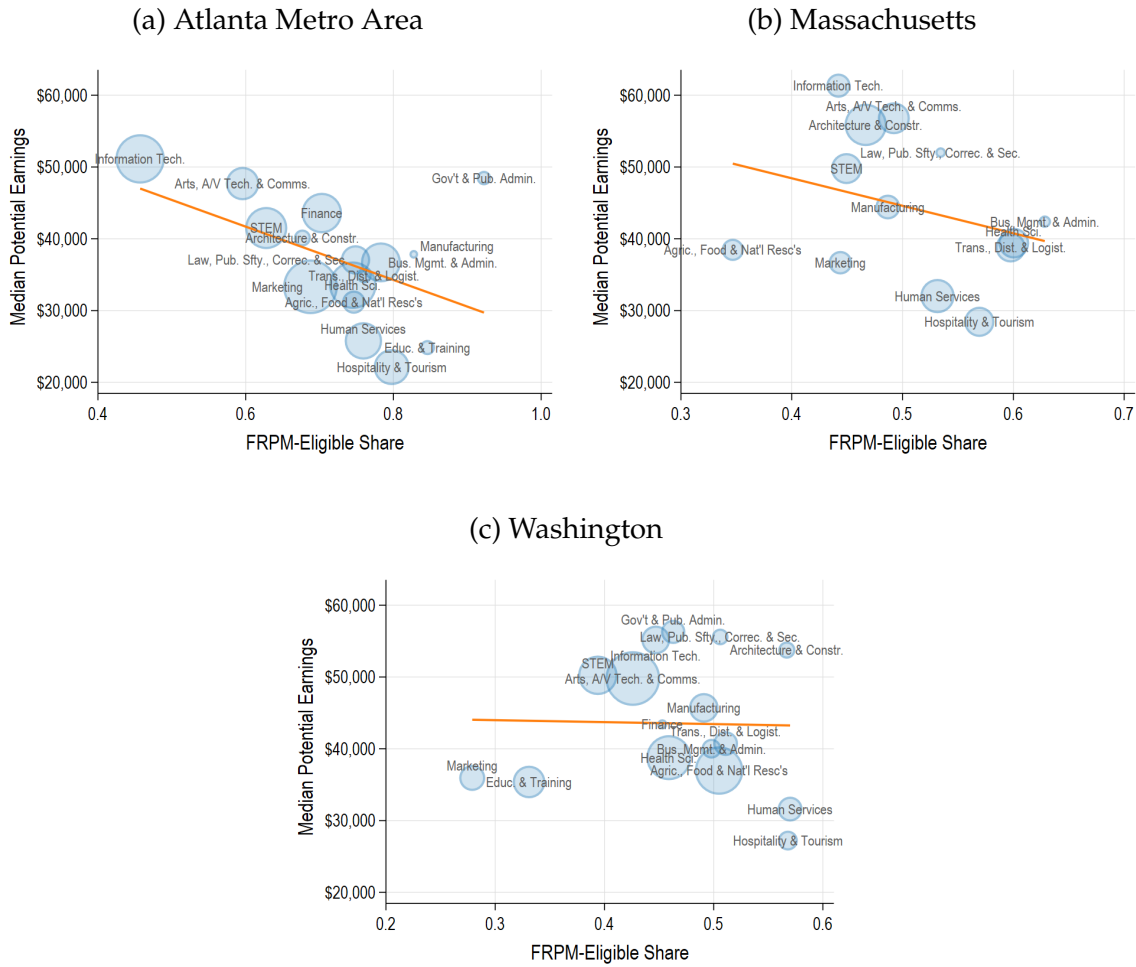 (a) Atlanta Metro Area
$60,000
$50,000
$40,000
$30,000
$20,000
Median Potential Earnings
Information Tech.
Arts, A/V Tech. & Comms.
Gov't & Pub. Admin.
Finance
STEM
Architecture & Constr.
Manufacturing
Law, Pub. Sfty., Correc. & Sec.
Bus. Mgmt. & Admin.
Trans., Dist. & Logist.
Marketing
Health Sci.
Agric., Food & Nat'l Resc's
Human Services
Educ. & Training
Hospitality & Tourism
0.4
0.6
0.8
1.0
FRPM-Eligible Share
(b) Massachusetts
$60,000
$50,000
$40,000
$30,000
$20,000
Median Potential Earnings
Information Tech.
Arts, A/V Tech. & Comms.
Architecture & Constr.
Law, Pub. Sfty., Correc. & Sec.
STEM
Manufacturing
Bus. Mgmt & Admin.
Health Sci.
Trans., Dist. & Logist.
Agric., Food & Nat'l Resc's
Marketing
Human Services
Hospitality & Tourism
0.3
0.4
0.5
0.6
0.7
FRPM-Eligible Share
(c) Washington
$60,000
$50,000
$40,000
$30,000
$20,000
Median Potential Earnings
Gov't & Pub. Admin.
Law, Pub. Sfty., Correc. & Sec.
Architecture & Constr.
Information Tech.
STEM
Arts, A/V Tech. & Comms.
Manufacturing
Finance
Trans., Dist. & Logist.
Bus. Mgmt & Admin.
Health Sci.
Agric., Food & Nat'l Resc's
Marketing
Educ. & Training
Human Services
Hospitality & Tourism
0.2
0.3
0.4
0.5
0.6
FRPM-Eligible Share